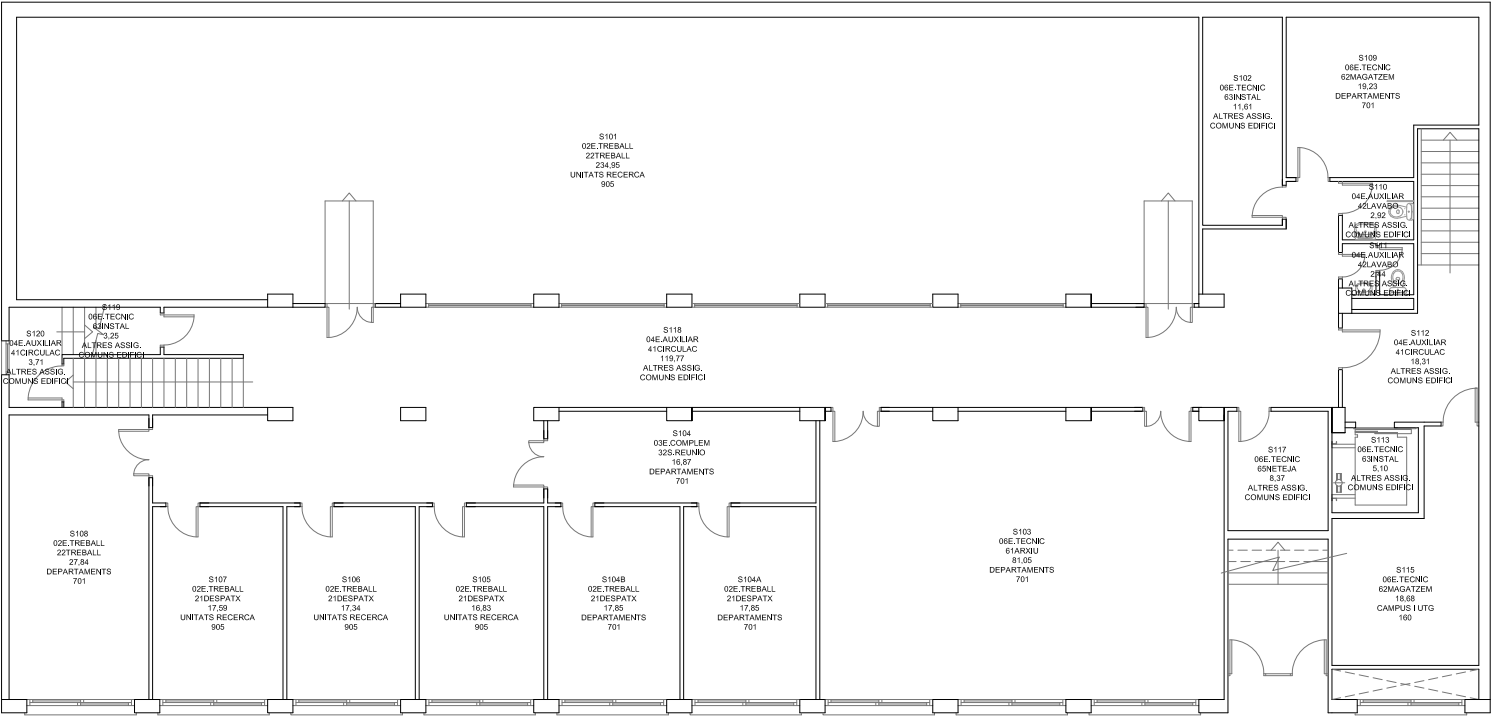 S101
02E.TREBALL
22TREBALL
234,95
UNITATS RECERCA
905
S102
06E.TECNIC
63INSTAL
11,61
ALTRES ASSIG.
COMUNS EDIFICI
S109
06E.TECNIC
62MAGATZEM
19,23
DEPARTAMENTS
701
S110
04E.AUXILIAR
42LAVABO
2,92
ALTRES ASSIG.
COMUNS EDIFICI
S111
04E.AUXILIAR
42LAVABO
ALTRES ASSIG.
COMUNS EDIFICI
S119
06E.TECNIC
63INSTAL
3,25
ALTRES ASSIG.
COMUNS EDIFICI
S120
04E.AUXILIAR
41CIRCULAC
3,71
ALTRES ASSIG.
COMUNS EDIFICI
S118
04E.AUXILIAR
41CIRCULAC
119,77
ALTRES ASSIG.
COMUNS EDIFICI
S112
04E.AUXILIAR
41CIRCULAC
18,31
ALTRES ASSIG.
COMUNS EDIFICI
S104
03E.COMPLEM
32S.REUNIO
16,87
DEPARTAMENTS
701
S117
06E.TECNIC
65NETEJA
8,37
ALTRES ASSIG.
COMUNS EDIFICI
S113
06E.TECNIC
63INSTAL
5,10
ALTRES ASSIG.
COMUNS EDIFICI
S108
02E.TREBALL
22TREBALL
27,84
DEPARTAMENTS
701
S107
02E.TREBALL
21DESPATX
17,59
UNITATS RECERCA
905
S106
02E.TREBALL
21DESPATX
17,34
UNITATS RECERCA
905
S105
02E.TREBALL
21DESPATX
16,83
UNITATS RECERCA
905
S104B
02E.TREBALL
21DESPATX
17,85
DEPARTAMENTS
701
S104A
02E.TREBALL
21DESPATX
17,85
DEPARTAMENTS
701
S103
06E.TECNIC
61ARXIU
81,05
DEPARTAMENTS
701
S115
06E.TECNIC
62MAGATZEM
18,68
CAMPUS I UTG
160